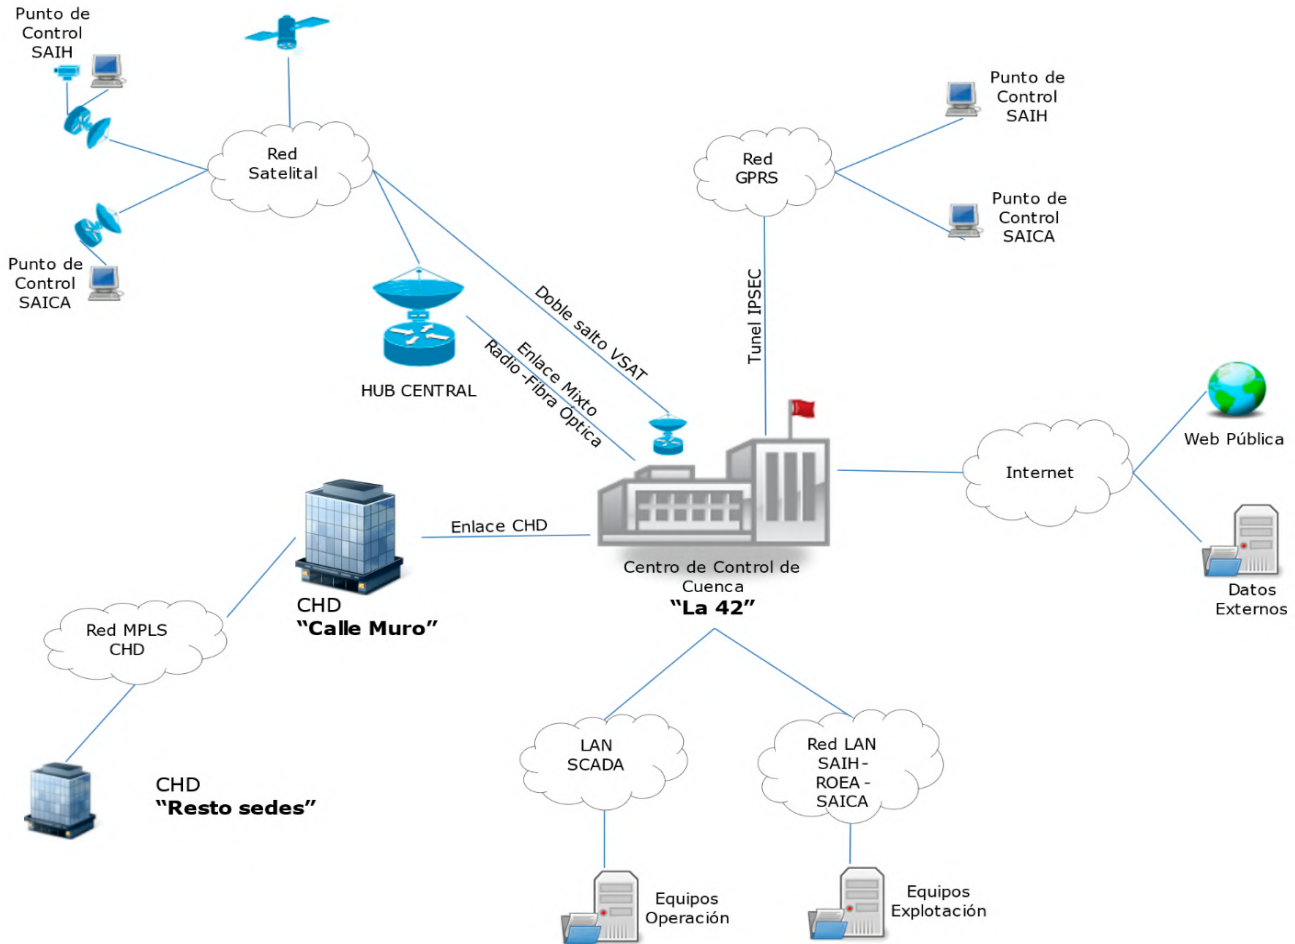 Punto de
Control
SAIH
Red
Satelital
Punto de
Control
SAICA
HUB CENTRAL
Doble salto VSAT
Enlace Mixto
Radio-Fibra Óptica
Red
GPRS
Punto de
Control
SAIH
Punto de
Control
SAICA
Tunel IPSEC
Internet
Web Pública
Datos
Externos
Enlace CHD
Centro de Control de
Cuenca
“La 42”
CHD
“Calle Muro”
Red MPLS
CHD
CHD
“Resto sedes”
LAN
SCADA
Red LAN
SAIH-
ROEA-
SAICA
Equipos
Operación
Equipos
Explotación